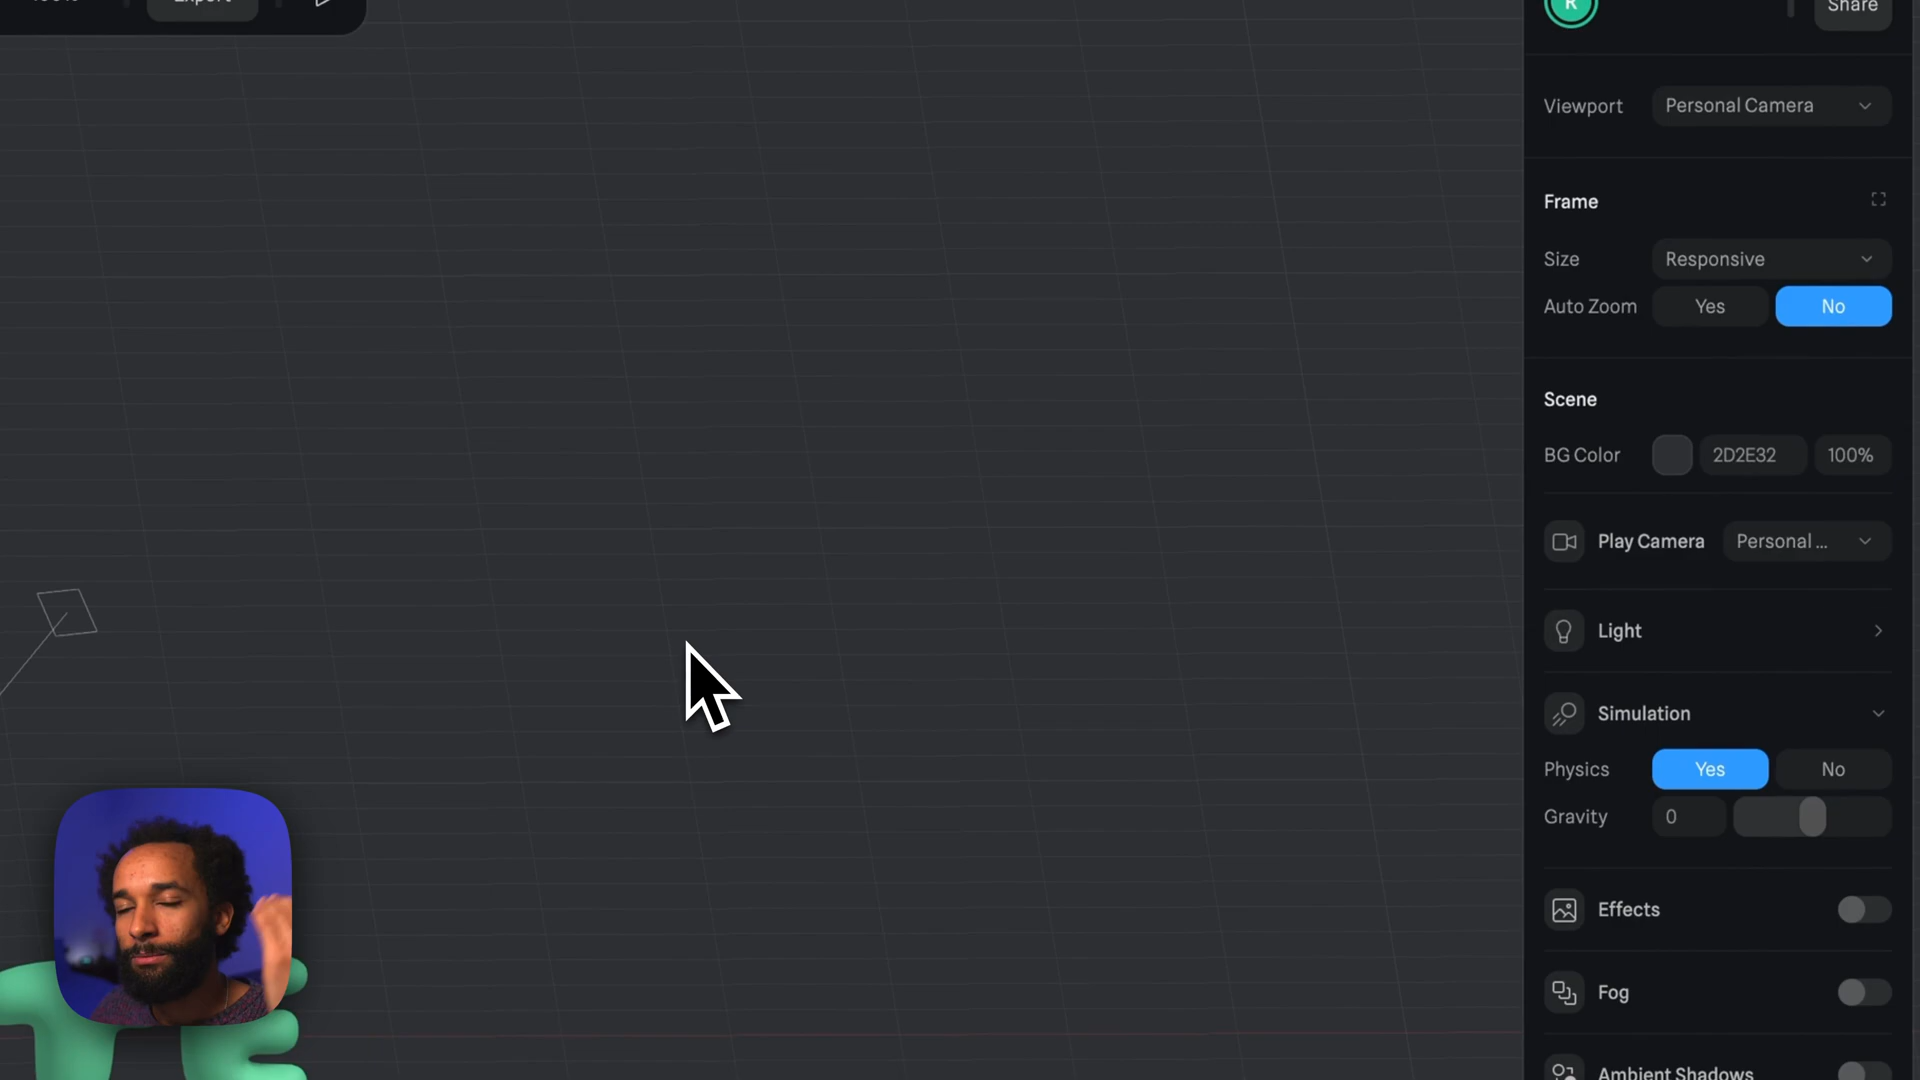 Export
R
Share
Viewport Personal Camera
Frame
Size Responsive
Auto Zoom Yes No
Scene
BG Color 2D2E32 100%
Play Camera Personal ...
Light
Simulation
Physics Yes No
Gravity 0
Effects
Fog
Ambient Shadows